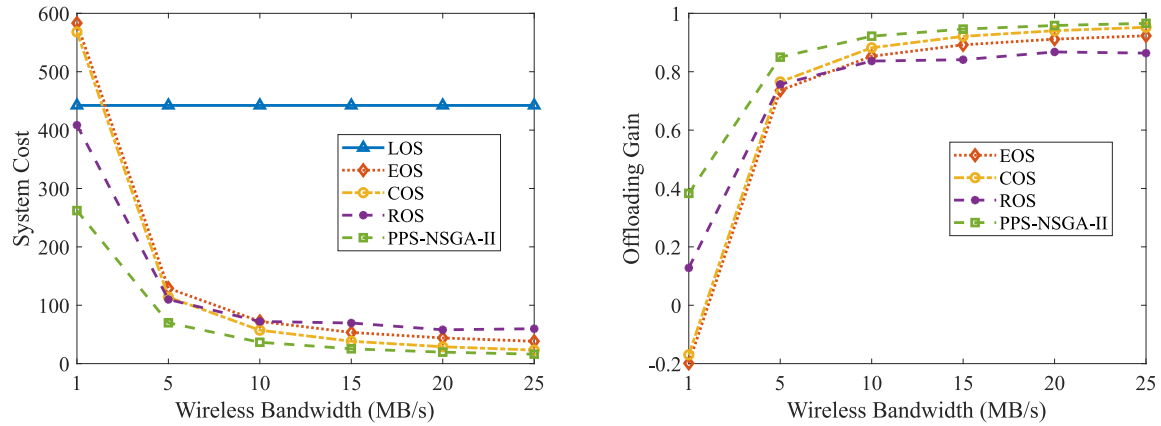 600
500
400
300
200
100
0
System Cost
1
5
10
15
20
25
Wireless Bandwidth (MB/s)
LOS
EOS
COS
ROS
PPS-NSGA-II
1
0.8
0.6
0.4
0.2
0
-0.2
Offloading Gain
1
5
10
15
20
25
Wireless Bandwidth (MB/s)
EOS
COS
ROS
PPS-NSGA-II